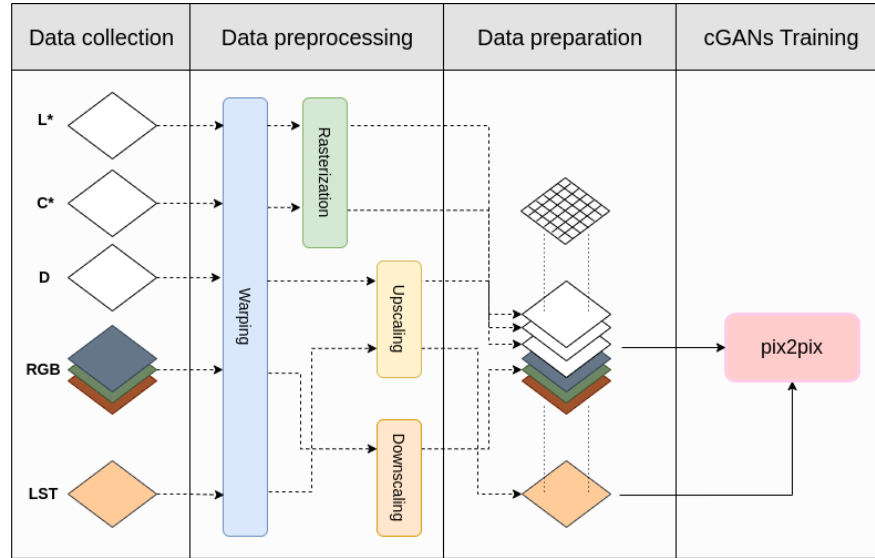 Data collection
Data preprocessing
Data preparation
cGANs Training
L*
C*
D
RGB
LST
Warping
Rasterization
Upscaling
Downscaling
pix2pix